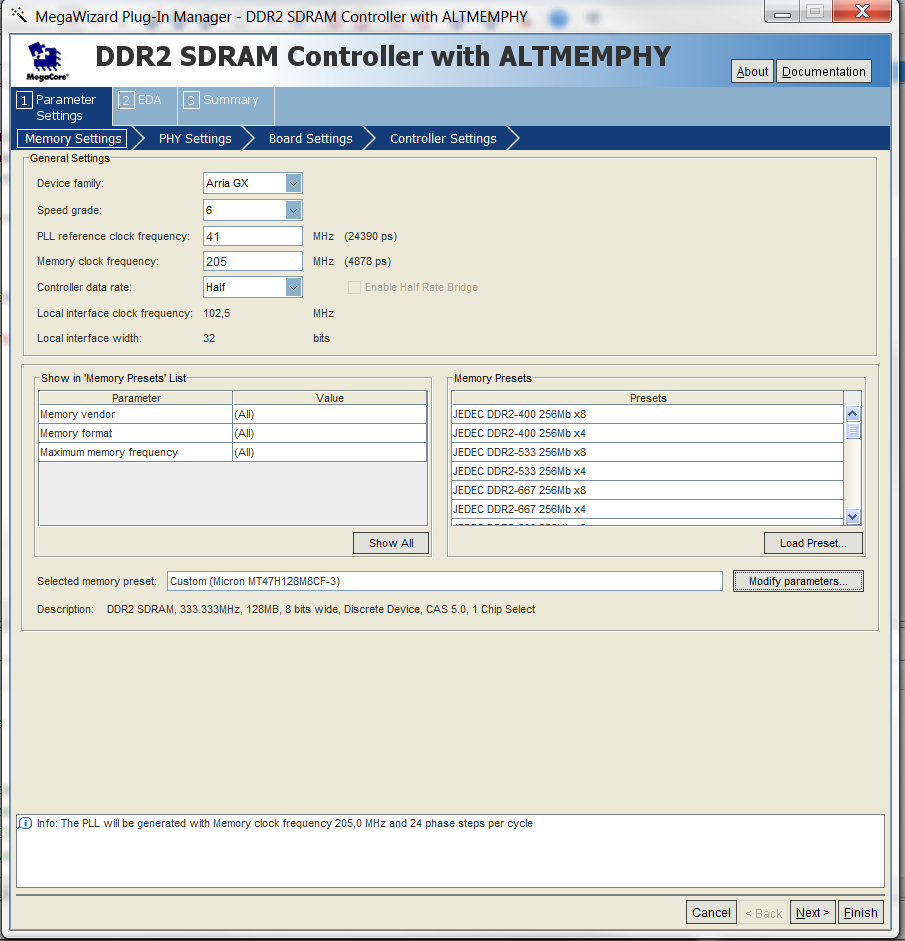 MegaWizard Plug-In Manager - DDR2 SDRAM Controller with ALTMEMPHY
MegaCore®
DDR2 SDRAM Controller with ALTMEMPHY
About Documentation
1 Parameter Settings
2 EDA
3 Summary
Memory Settings PHY Settings Board Settings Controller Settings
General Settings
Device family: Arria GX
Speed grade: 6
PLL reference clock frequency: 41 MHz (24390 ps)
Memory clock frequency: 205 MHz (4878 ps)
Controller data rate: Half Enable Half Rate Bridge
Local interface clock frequency: 102,5 MHz
Local interface width: 32 bits
Show in 'Memory Presets' List
Parameter Value
Memory vendor (All)
Memory format (All)
Maximum memory frequency (All)
Show All
Memory Presets
Presets
JEDEC DDR2-400 256Mb x8
JEDEC DDR2-400 256Mb x4
JEDEC DDR2-533 256Mb x8
JEDEC DDR2-533 256Mb x4
JEDEC DDR2-667 256Mb x8
JEDEC DDR2-667 256Mb x4
Load Preset...
Selected memory preset: Custom (Micron MT47H128M8CF-3) Modify parameters...
Description: DDR2 SDRAM, 333.333MHz, 128MB, 8 bits wide, Discrete Device, CAS 5.0, 1 Chip Select
Info: The PLL will be generated with Memory clock frequency 205,0 MHz and 24 phase steps per cycle
Cancel < Back Next > Finish